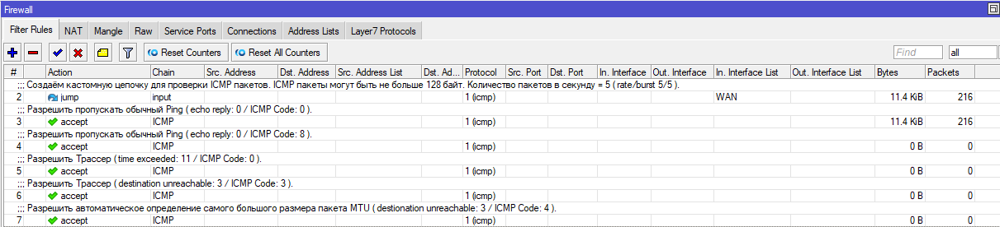 Firewall
Filter Rules NAT Mangle Raw Service Ports Connections Address Lists Layer7 Protocols
Reset Counters Reset All Counters Find all
# Action Chain Src. Address Dst. Address Src. Address List Dst. Ad... Protocol Src. Port Dst. Port In. Interface Out. Interface In. Interface List Out. Interface List Bytes Packets
;;; Создаём кастомную цепочку для проверки ICMP пакетов. ICMP пакеты могут быть не больше 128 байт. Количество пакетов в секунду = 5 ( rate/burst 5/5 ).
2 jump input 1 (icmp) WAN 11.4 KiB 216
;;; Разрешить пропускать обычный Ping ( echo reply: 0 / ICMP Code: 0 ).
3 accept ICMP 1 (icmp) 11.4 KiB 216
;;; Разрешить пропускать обычный Ping ( echo reply: 0 / ICMP Code: 8 ).
4 accept ICMP 1 (icmp) 0 B 0
;;; Разрешить Трассер ( time exceeded: 11 / ICMP Code: 0 ).
5 accept ICMP 1 (icmp) 0 B 0
;;; Разрешить Трассер ( destination unreachable: 3 / ICMP Code: 3 ).
6 accept ICMP 1 (icmp) 0 B 0
;;; Разрешить автоматическое определение самого большого размера пакета MTU ( destionation unreachable: 3 / ICMP Code: 4 ).
7 accept ICMP 1 (icmp) 0 B 0